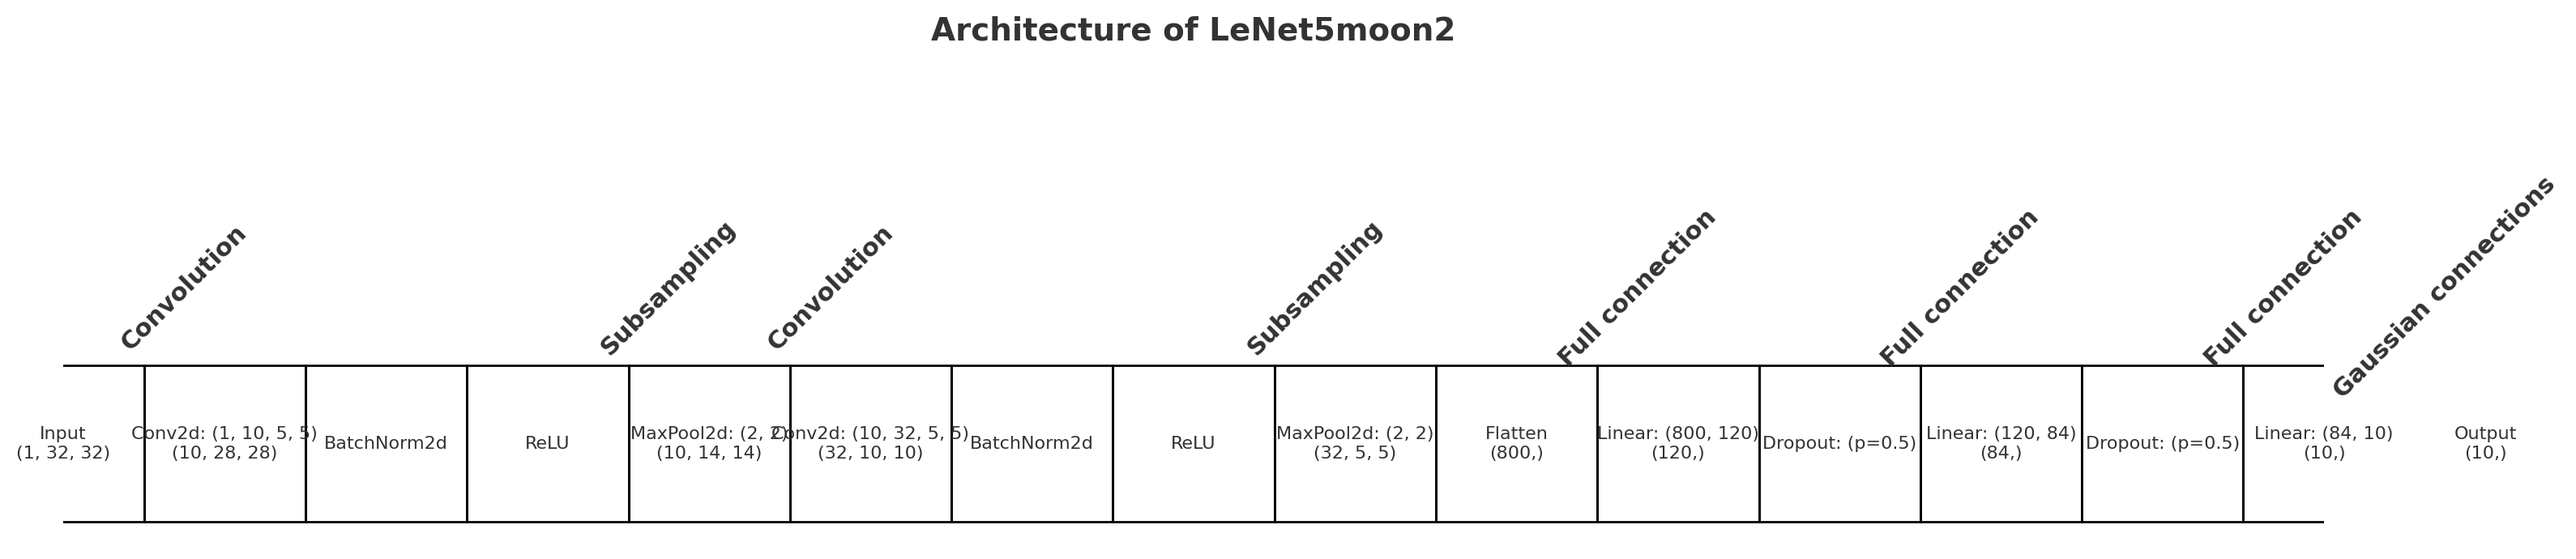 Architecture of LeNet5moon2
Convolution
Subsampling
Convolution
Subsampling
Full connection
Full connection
Full connection
Gaussian connections
Input
(1, 32, 32)
Conv2d: (1, 10, 5, 5)
(10, 28, 28)
BatchNorm2d
ReLU
MaxPool2d: (2, 2)
(10, 14, 14)
Conv2d: (10, 32, 5, 5)
(32, 10, 10)
BatchNorm2d
ReLU
MaxPool2d: (2, 2)
(32, 5, 5)
Flatten
(800,)
Linear: (800, 120)
(120,)
Dropout: (p=0.5)
Linear: (120, 84)
(84,)
Dropout: (p=0.5)
Linear: (84, 10)
(10,)
Output
(10,)